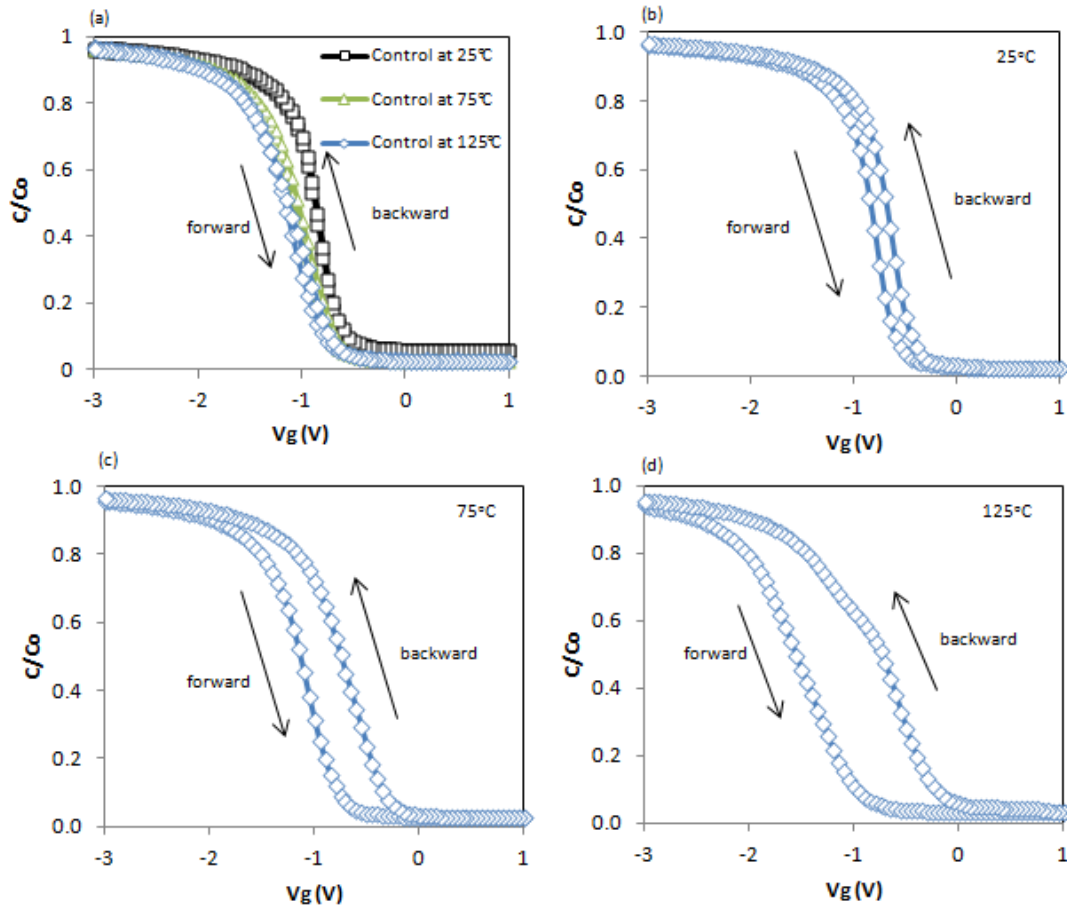 (a)
1
0.8
0.6
0.4
0.2
0
C/Co
-3
-2
-1
0
1
Vg (V)
Control at 25℃
Control at 75℃
Control at 125℃
forward
backward
(b)
1.0
0.8
0.6
0.4
0.2
0.0
C/Co
-3
-2
-1
0
1
Vg (V)
25°C
forward
backward
(c)
1.0
0.8
0.6
0.4
0.2
0.0
C/Co
-3
-2
-1
0
1
Vg (V)
75°C
forward
backward
(d)
1.0
0.8
0.6
0.4
0.2
0.0
C/Co
-3
-2
-1
0
1
Vg (V)
125°C
forward
backward